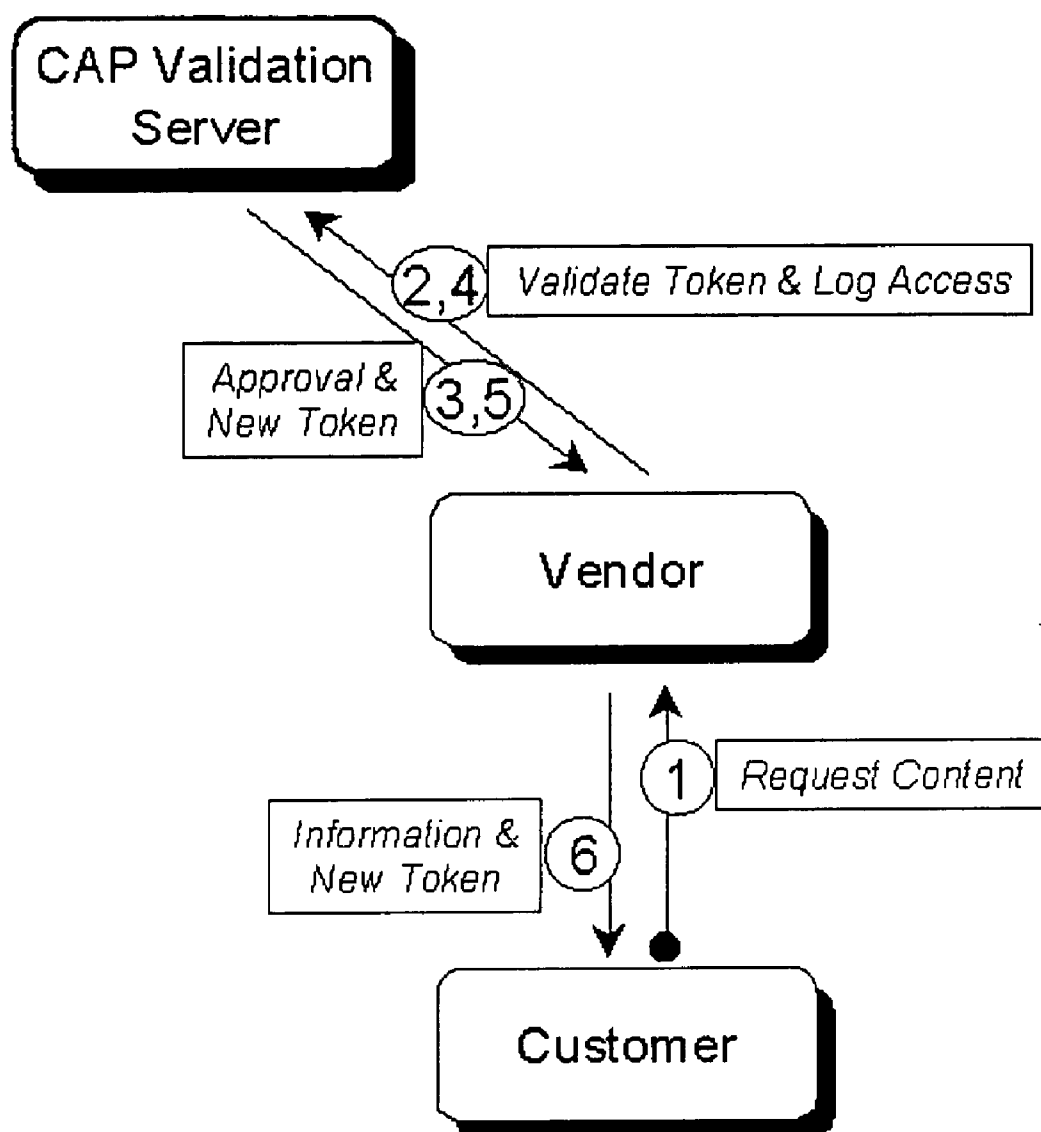 CAP Validation
Server
2,4
Validate Token & Log Access
Approval &
New Token
3,5
Vendor
1
Request Content
Information &
New Token
6
Customer